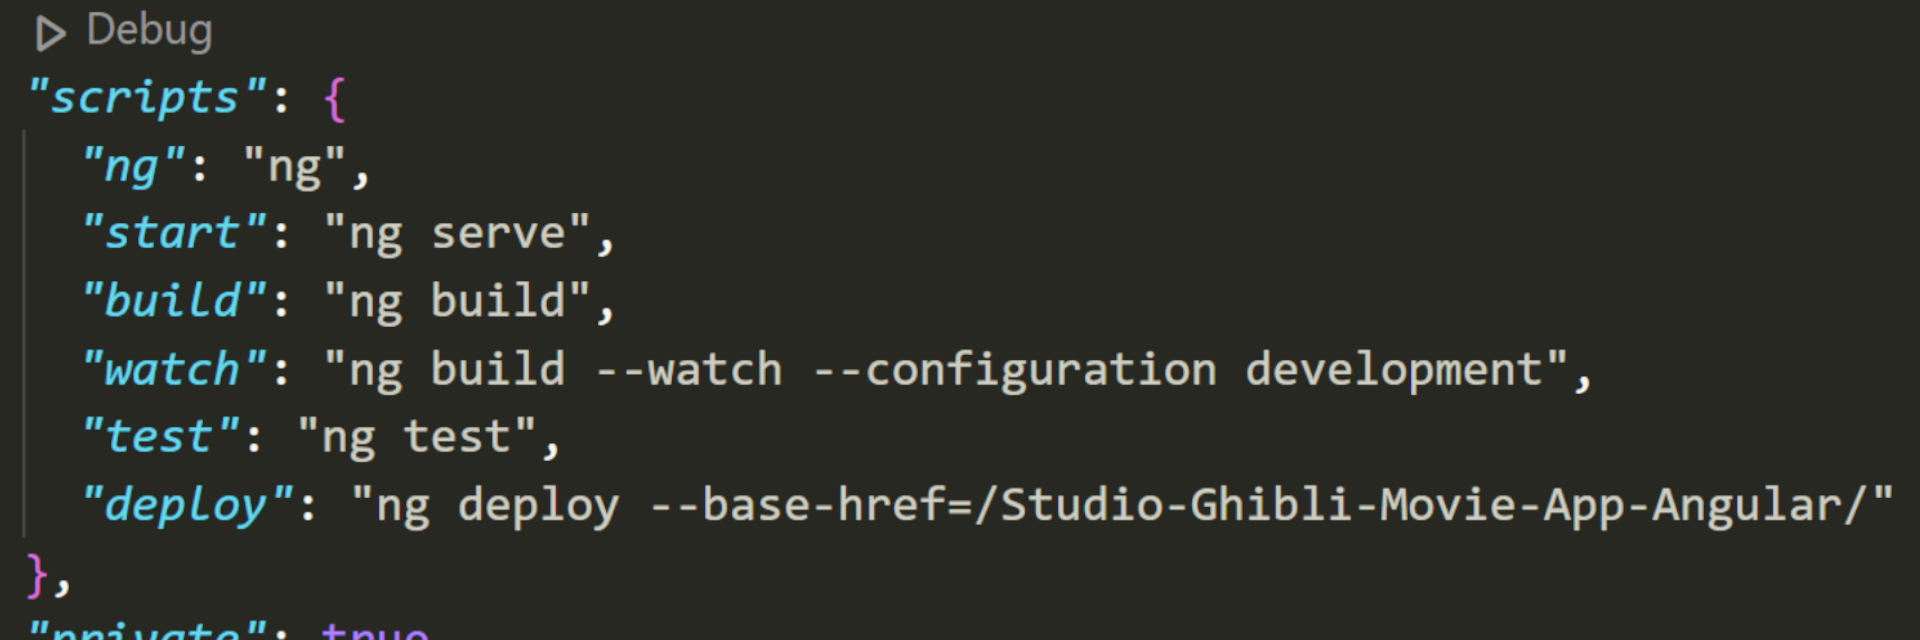 Debug
"scripts": {
"ng": "ng",
"start": "ng serve",
"build": "ng build",
"watch": "ng build --watch --configuration development",
"test": "ng test",
"deploy": "ng deploy --base-href=/Studio-Ghibli-Movie-App-Angular/"
},
"private": true